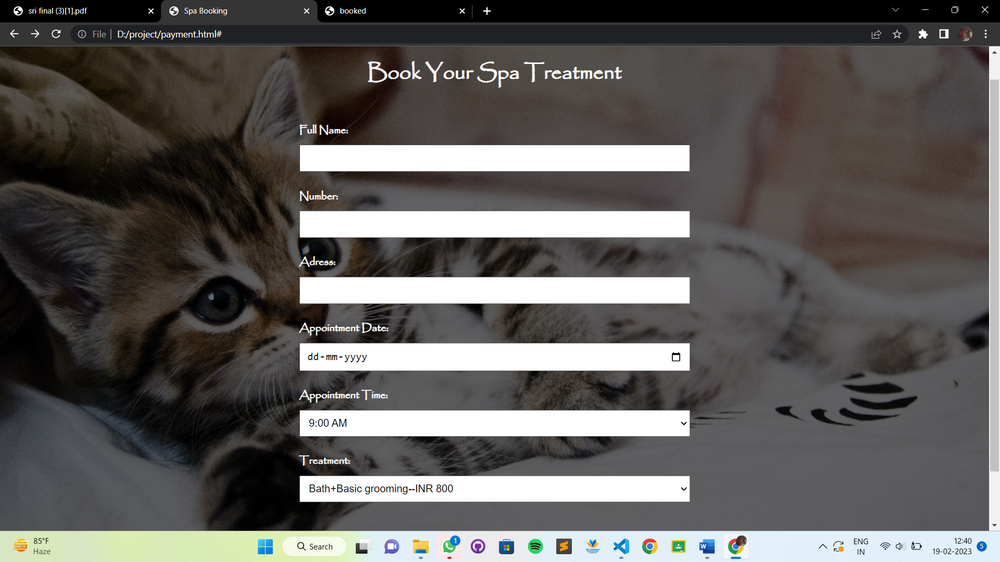 sri final (3)[1].pdf
Spa Booking
booked
File
D:/project/payment.html#
Book Your Spa Treatment
Full Name:
Number:
Adress:
Appointment Date:
dd-mm-yyyy
Appointment Time:
9:00 AM
Treatment:
Bath+Basic grooming--INR 800
85°F
Haze
Search
1
SRI KRISHNA
W
ENG
IN
12:40
19-02-2023
5